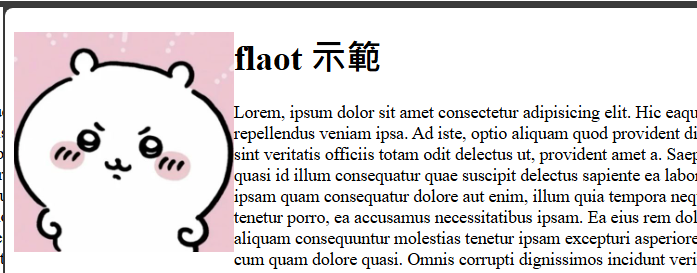 flaot 示範
Lorem, ipsum dolor sit amet consectetur adipisicing elit. Hic eaqu
repellendus veniam ipsa. Ad iste, optio aliquam quod provident di
sint veritatis officiis totam odit delectus ut, provident amet a. Saep
quasi id illum consequatur quae suscipit delectus sapiente ea labor
ipsam quam consequatur dolore aut enim, illum quia tempora neq
tenetur porro, ea accusamus necessitatibus ipsam. Ea eius rem dol
aliquam consequuntur molestias tenetur ipsam excepturi asperiore
cum quam dolore quasi. Omnis corrupti dignissimos incidunt veri